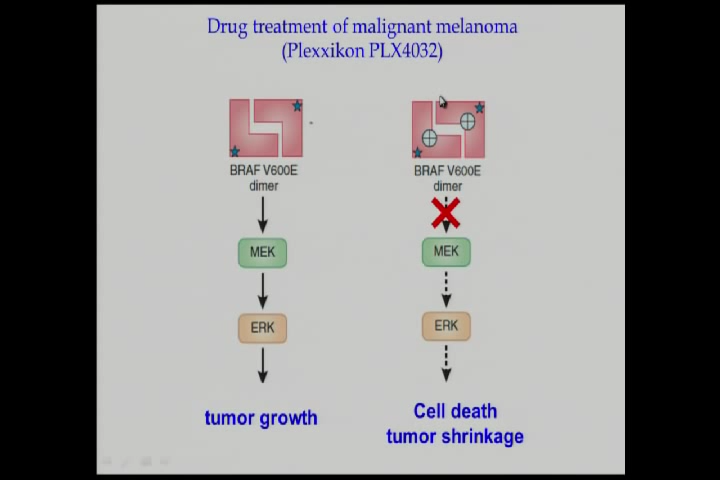 Drug treatment of malignant melanoma
(Plexxikon PLX4032)
BRAF V600E
dimer
MEK
ERK
tumor growth
BRAF V600E
dimer
MEK
ERK
Cell death
tumor shrinkage